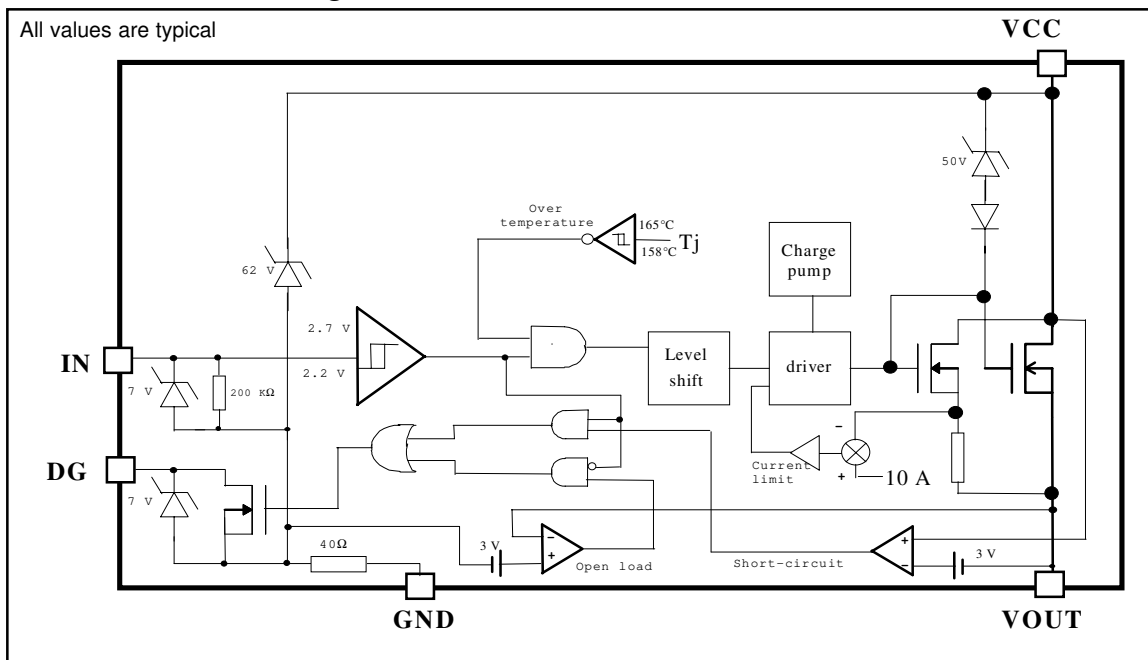 All values are typical
VCC
50V
Over
temperature
165°C
158°C
Tj
Charge
pump
62 V
2.7 V
2.2 V
IN
7 V
200 KΩ
Level
shift
driver
DG
7 V
Current
limit
-
+
10 A
40Ω
3 V
-
+
Open load
Short-circuit
+
-
3 V
GND
VOUT